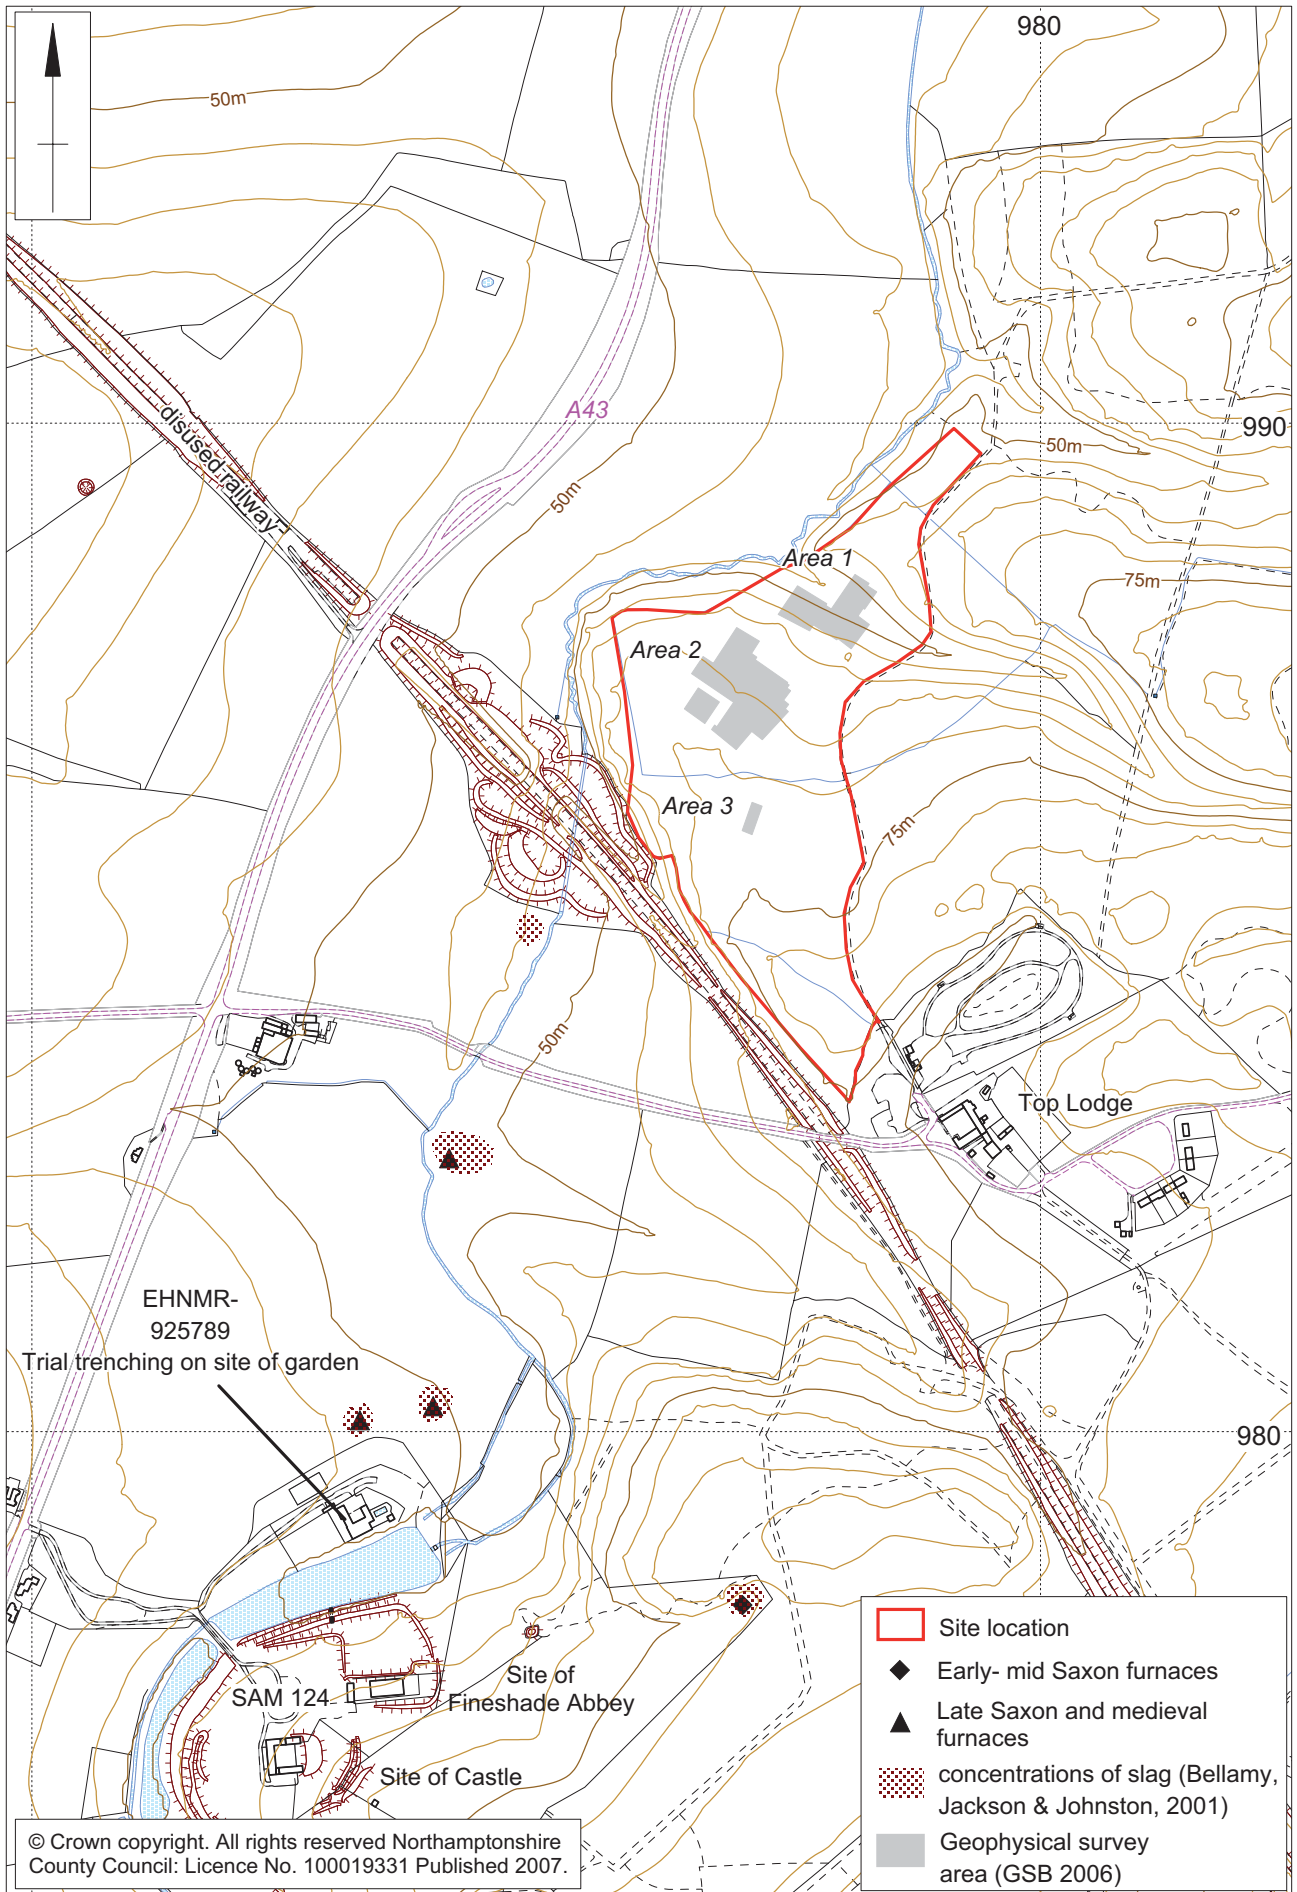 980
50m
A43
990
50m
disused railway
50m
Area 1
75m
Area 2
Area 3
75m
50m
Top Lodge
EHNMR-
925789
Trial trenching on site of garden
980
Site location
Early- mid Saxon furnaces
Site of
Fineshade Abbey
SAM 124
Late Saxon and medieval
furnaces
Site of Castle
concentrations of slag (Bellamy,
Jackson & Johnston, 2001)
Geophysical survey
area (GSB 2006)
© Crown copyright. All rights reserved Northamptonshire
County Council: Licence No. 100019331 Published 2007.